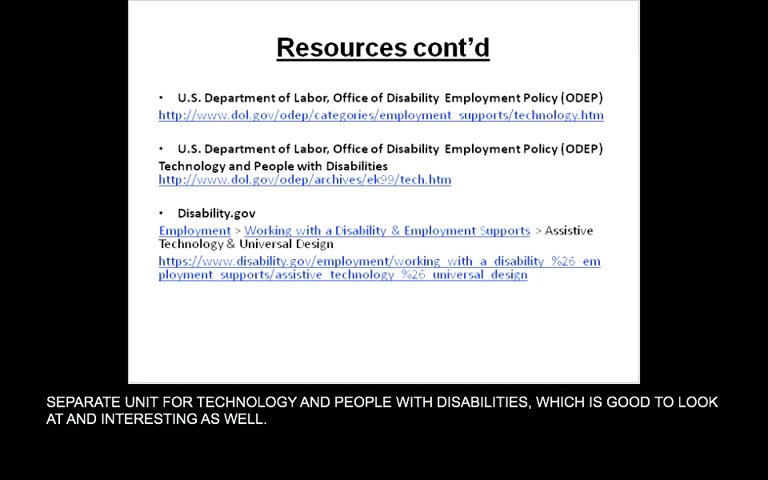 Resources cont'd
• U.S. Department of Labor, Office of Disability Employment Policy (ODEP)
http://www.dol.gov/odep/categories/employment_supports/technology.htm
• U.S. Department of Labor, Office of Disability Employment Policy (ODEP)
Technology and People with Disabilities
http://www.dol.gov/odep/archives/ek99/tech.htm
• Disability.gov
Employment > Working with a Disability & Employment Supports > Assistive
Technology & Universal Design
https://www.disability.gov/employment/working_with_a_disability_%26_em
ployment_supports/assistive_technology_%26_universal_design
SEPARATE UNIT FOR TECHNOLOGY AND PEOPLE WITH DISABILITIES, WHICH IS GOOD TO LOOK
AT AND INTERESTING AS WELL.